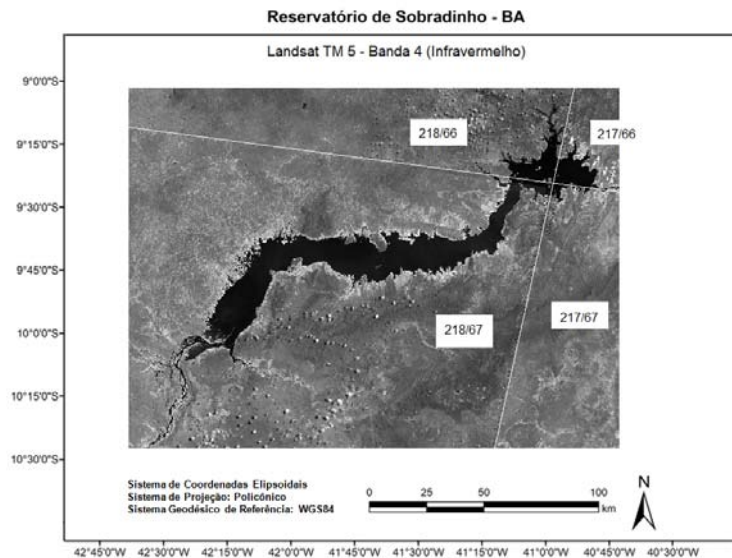 Reservatório de Sobradinho - BA
Landsat TM 5 - Banda 4 (Infravermelho)
9°0'0"S
9°15'0"S
9°30'0"S
9°45'0"S
10°0'0"S
10°15'0"S
10°30'0"S
218/66
217/66
218/67
217/67
Sistema de Coordenadas Elipsoidais
Sistema de Projeção: Policônico
Sistema Geodésico de Referência: WGS84
0 25 50 100
km
N
42°45'0"W 42°30'0"W 42°15'0"W 42°0'0"W 41°45'0"W 41°30'0"W 41°15'0"W 41°0'0"W 40°45'0"W 40°30'0"W